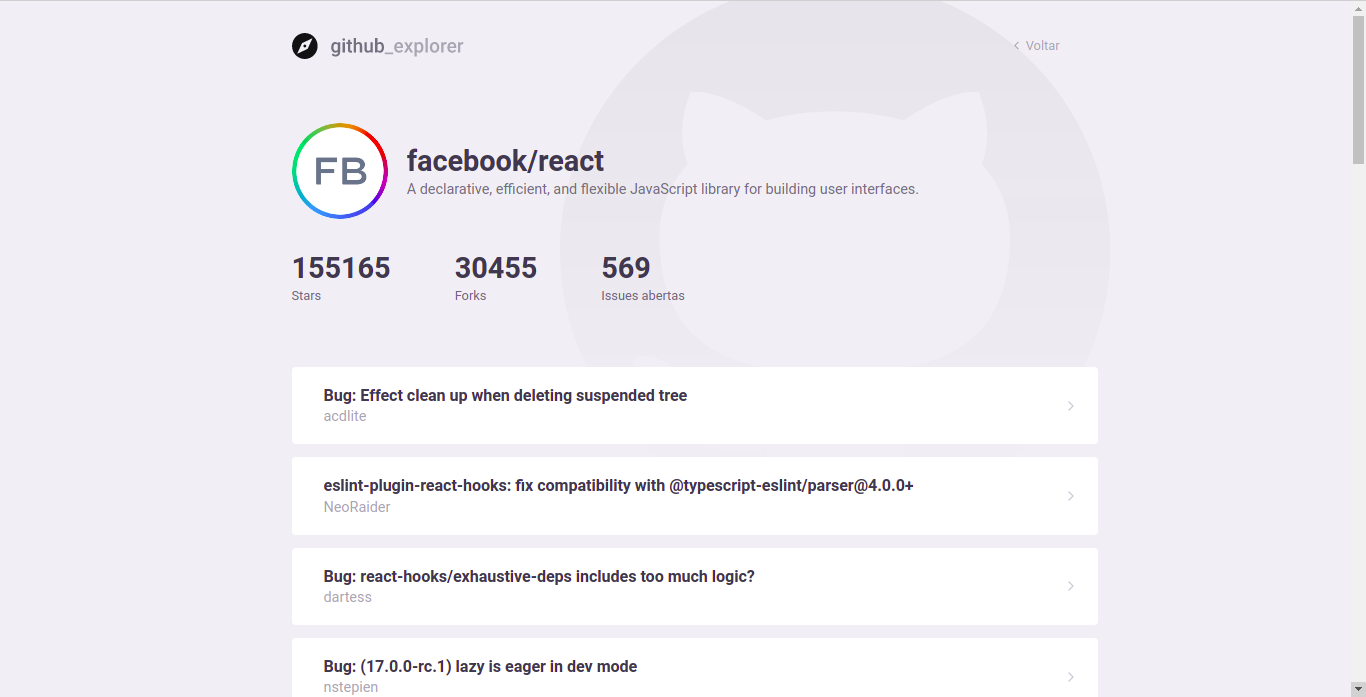 github_explorer
Voltar
FB
facebook/react
A declarative, efficient, and flexible JavaScript library for building user interfaces.
155165 30455 569
Stars Forks Issues abertas
Bug: Effect clean up when deleting suspended tree
acdlite
eslint-plugin-react-hooks: fix compatibility with @typescript-eslint/parser@4.0.0+
NeoRaider
Bug: react-hooks/exhaustive-deps includes too much logic?
dartess
Bug: (17.0.0-rc.1) lazy is eager in dev mode
nstepien